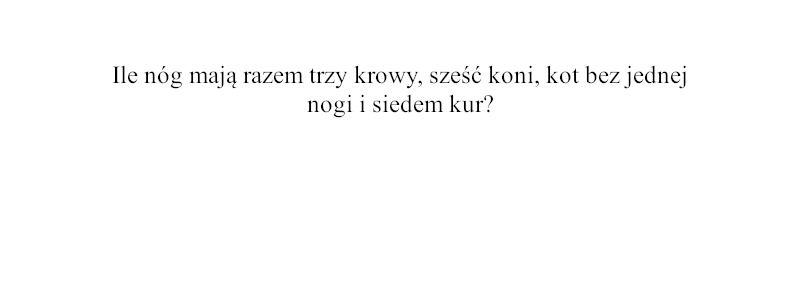 Ile nóg mają razem trzy krowy, sześć koni, kot bez jednej
nogi i siedem kur?